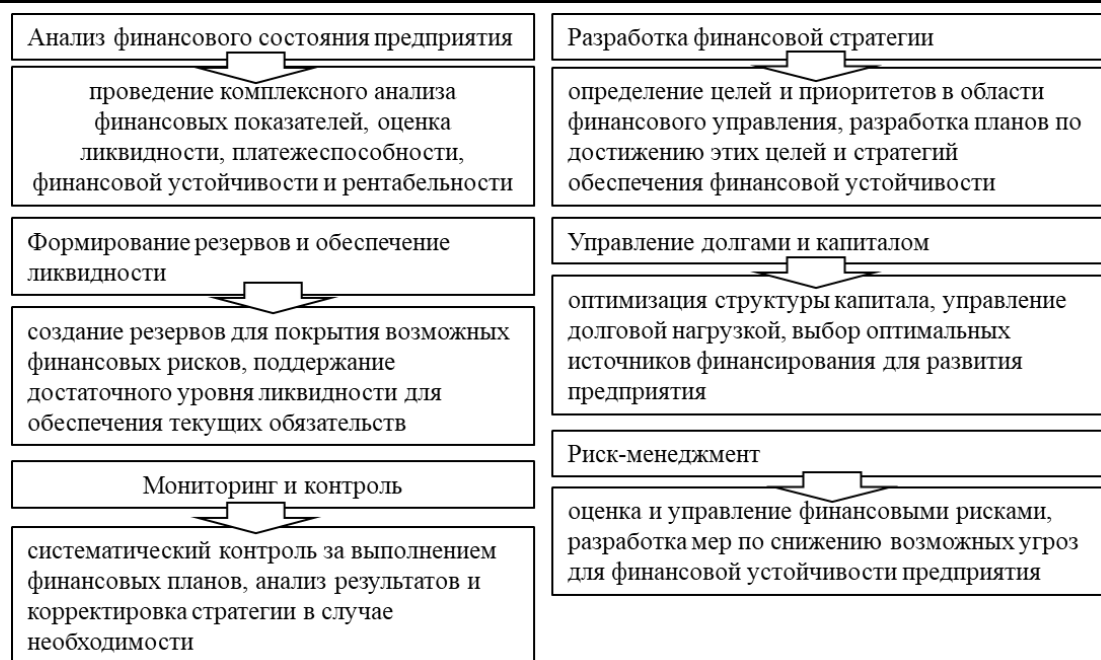 Анализ финансового состояния предприятия
проведение комплексного анализа
финансовых показателей, оценка
ликвидности, платежеспособности,
финансовой устойчивости и рентабельности
Формирование резервов и обеспечение
ликвидности
создание резервов для покрытия возможных
финансовых рисков, поддержание
достаточного уровня ликвидности для
обеспечения текущих обязательств
Мониторинг и контроль
систематический контроль за выполнением
финансовых планов, анализ результатов и
корректировка стратегии в случае
необходимости
Разработка финансовой стратегии
определение целей и приоритетов в области
финансового управления, разработка планов по
достижению этих целей и стратегий
обеспечения финансовой устойчивости
Управление долгами и капиталом
оптимизация структуры капитала, управление
долговой нагрузкой, выбор оптимальных
источников финансирования для развития
предприятия
Риск-менеджмент
оценка и управление финансовыми рисками,
разработка мер по снижению возможных угроз
для финансовой устойчивости предприятия